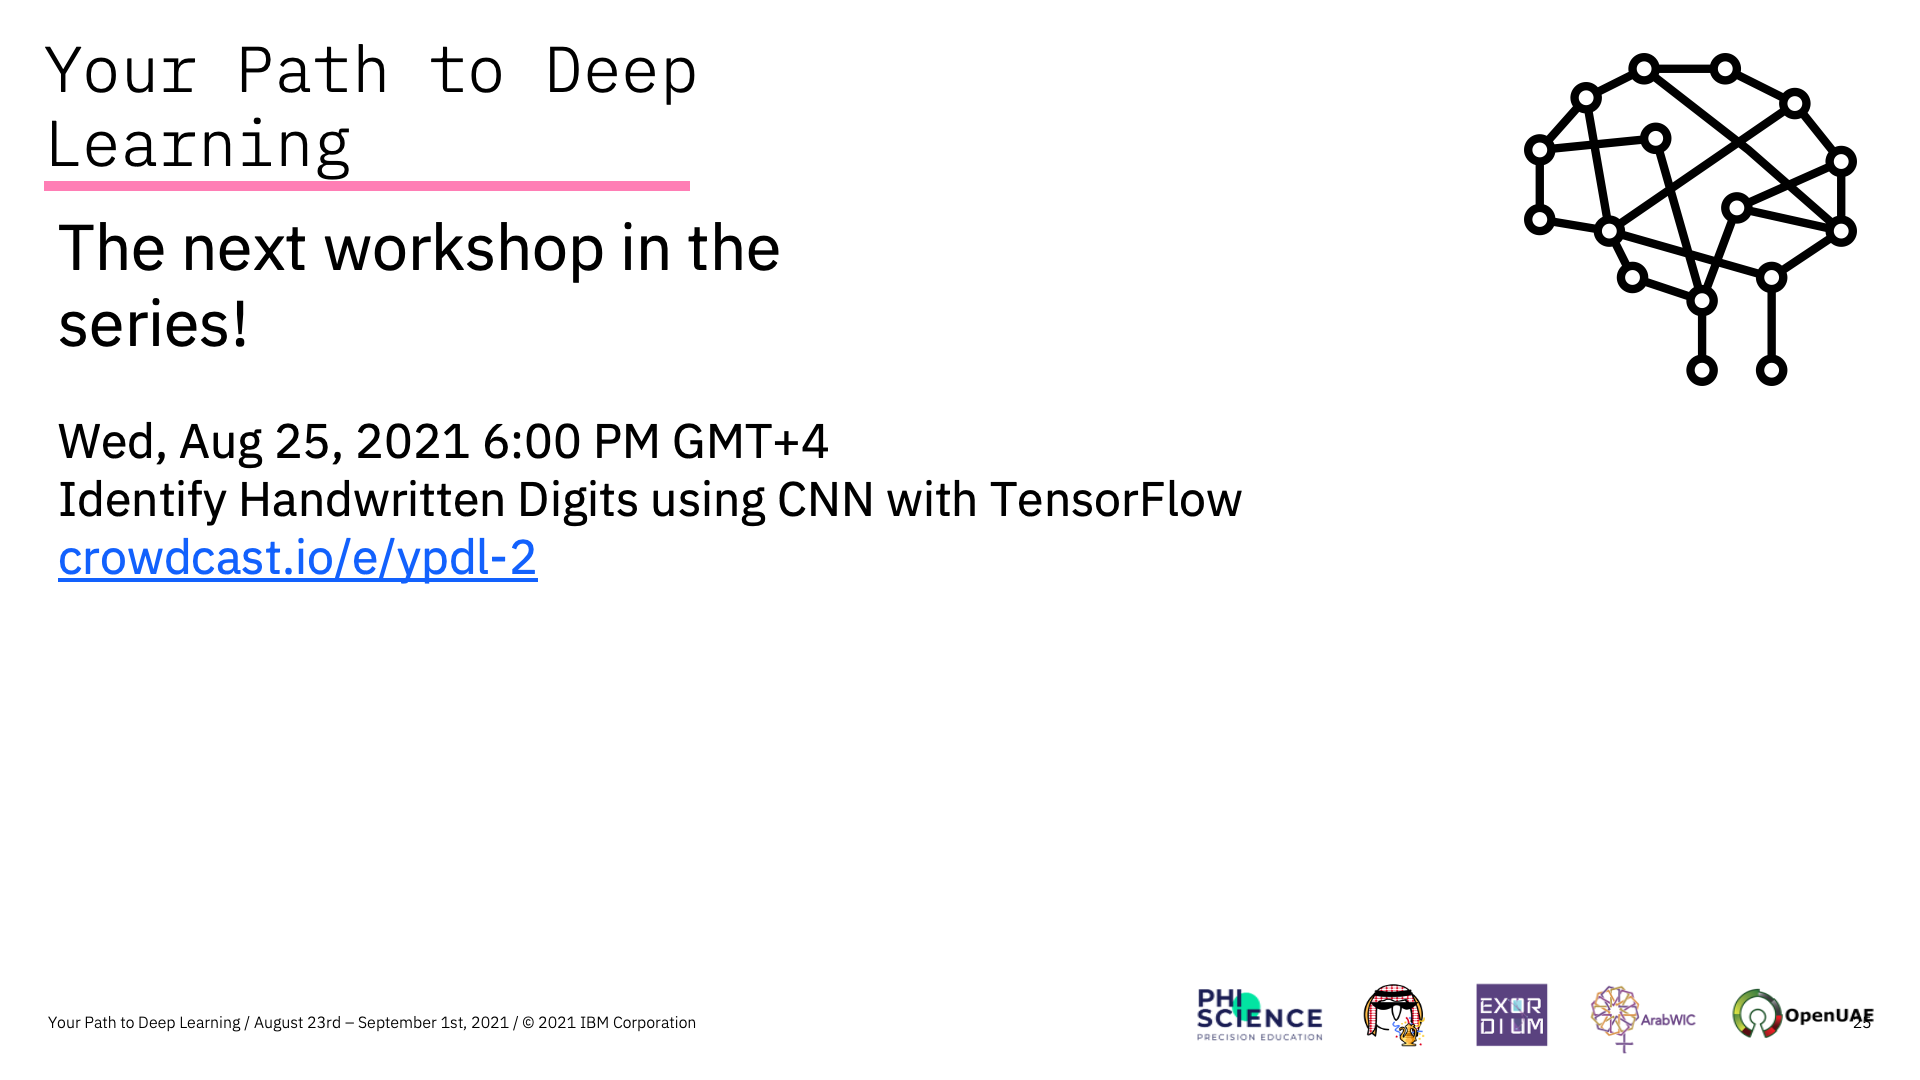 Your Path to Deep
Learning
The next workshop in the
series!
Wed, Aug 25, 2021 6:00 PM GMT+4
Identify Handwritten Digits using CNN with TensorFlow
crowdcast.io/e/ypdl-2
Your Path to Deep Learning / August 23rd – September 1st, 2021 / © 2021 IBM Corporation
PHI
SCIENCE
PRECISION EDUCATION
EXOR
DIUM
ArabWIC
OpenUAE
25